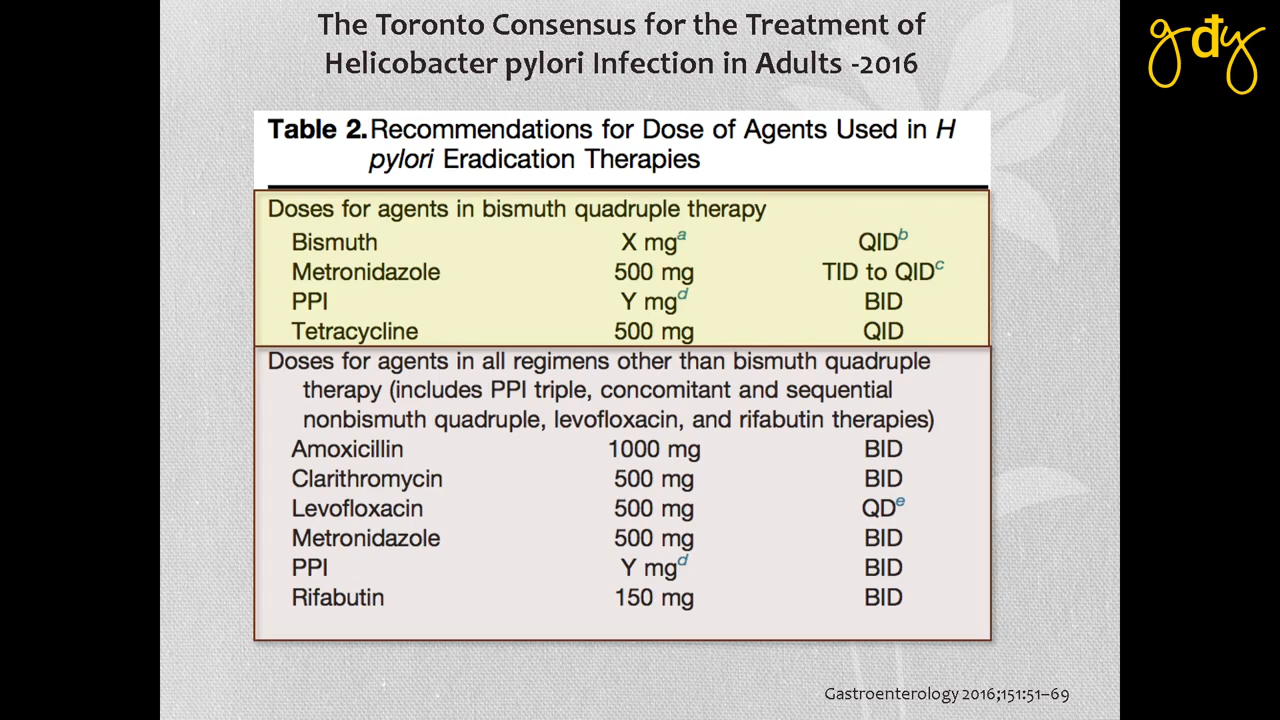 The Toronto Consensus for the Treatment of
Helicobacter pylori Infection in Adults -2016
gdy
Table 2. Recommendations for Dose of Agents Used in H
pylori Eradication Therapies
Doses for agents in bismuth quadruple therapy
Bismuth X mga QIDb
Metronidazole 500 mg TID to QIDc
PPI Y mgd BID
Tetracycline 500 mg QID
Doses for agents in all regimens other than bismuth quadruple
therapy (includes PPI triple, concomitant and sequential
nonbismuth quadruple, levofloxacin, and rifabutin therapies)
Amoxicillin 1000 mg BID
Clarithromycin 500 mg BID
Levofloxacin 500 mg QDe
Metronidazole 500 mg BID
PPI Y mgd BID
Rifabutin 150 mg BID
Gastroenterology 2016;151:51–69